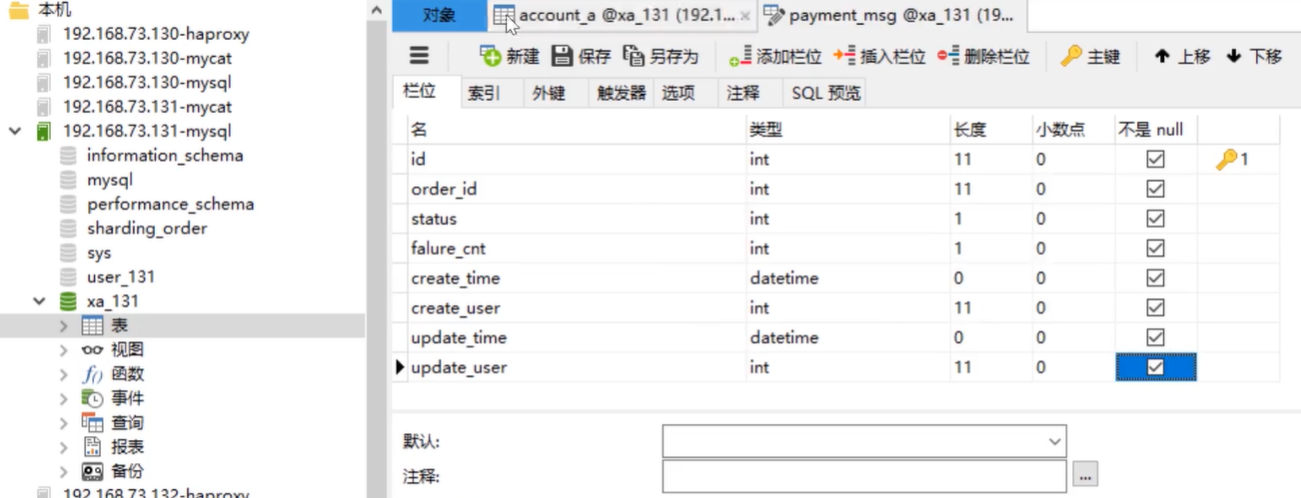 本机
192.168.73.130-haproxy
192.168.73.130-mycat
192.168.73.130-mysql
192.168.73.131-mycat
192.168.73.131-mysql
information_schema
mysql
performance_schema
sharding_order
sys
user_131
xa_131
表
视图
函数
事件
查询
报表
备份
192.168.73.132-haproxy
对象 account_a @xa_131 (192.1... payment_msg @xa_131 (19...
新建 保存 另存为 添加栏位 插入栏位 删除栏位 主键 上移 下移
栏位 索引 外键 触发器 选项 注释 SQL 预览
名 类型 长度 小数点 不是 null
id int 11 0 1
order_id int 11 0
status int 1 0
falure_cnt int 1 0
create_time datetime 0 0
create_user int 11 0
update_time datetime 0 0
update_user int 11 0
默认:
注释: ...